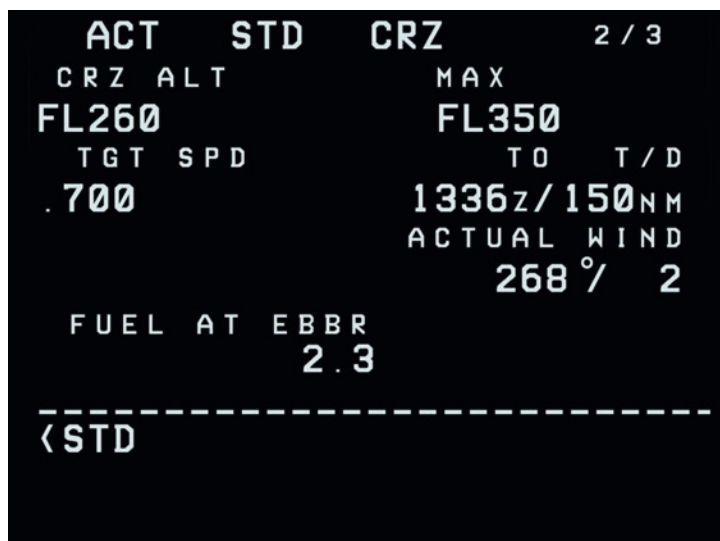 ACT STD CRZ 2/3
CRZ ALT MAX
FL260 FL350
TGT SPD TO T/D
.700 1336Z/150NM
ACTUAL WIND
268°/ 2
FUEL AT EBBR
2.3
------------------------------
<STD